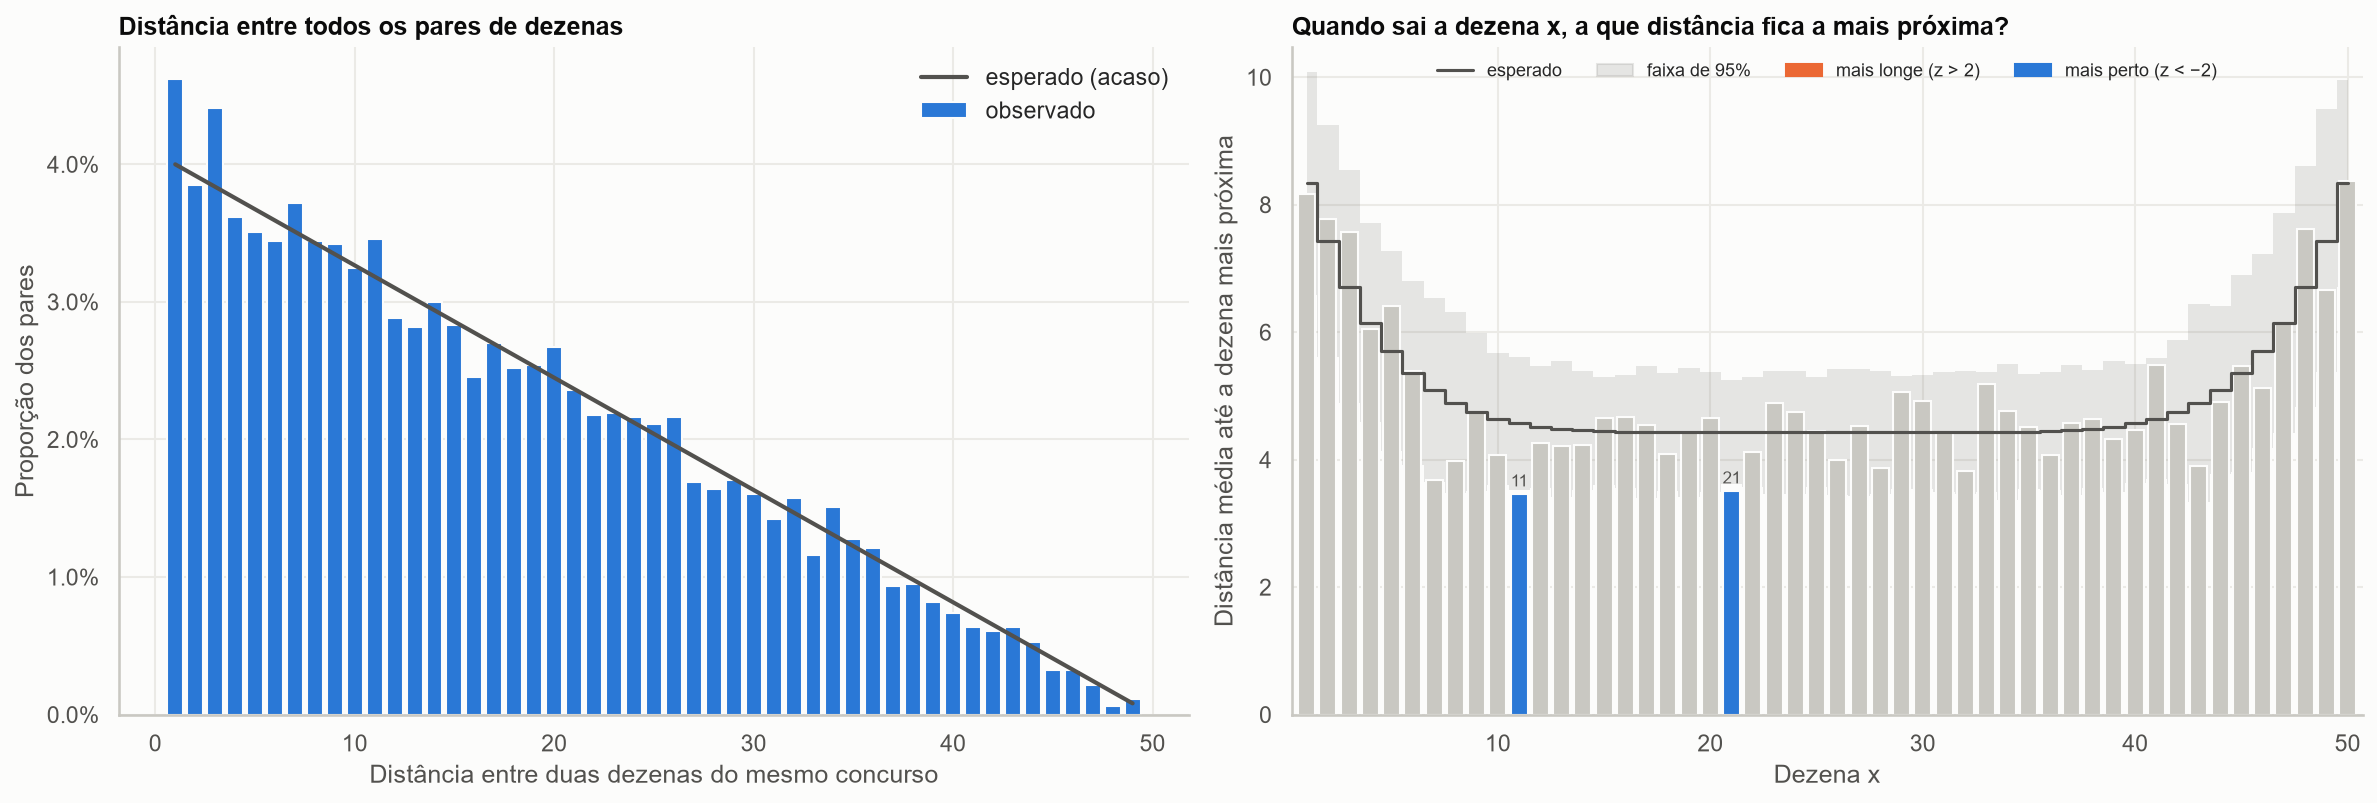 Distância entre todos os pares de dezenas
esperado (acaso)
observado
Proporção dos pares
4.0%
3.0%
2.0%
1.0%
0.0%
0 10 20 30 40 50
Distância entre duas dezenas do mesmo concurso
Quando sai a dezena x, a que distância fica a mais próxima?
esperado faixa de 95% mais longe (z > 2) mais perto (z < −2)
Distância média até a dezena mais próxima
10
8
6
4
2
0
11
21
10 20 30 40 50
Dezena x